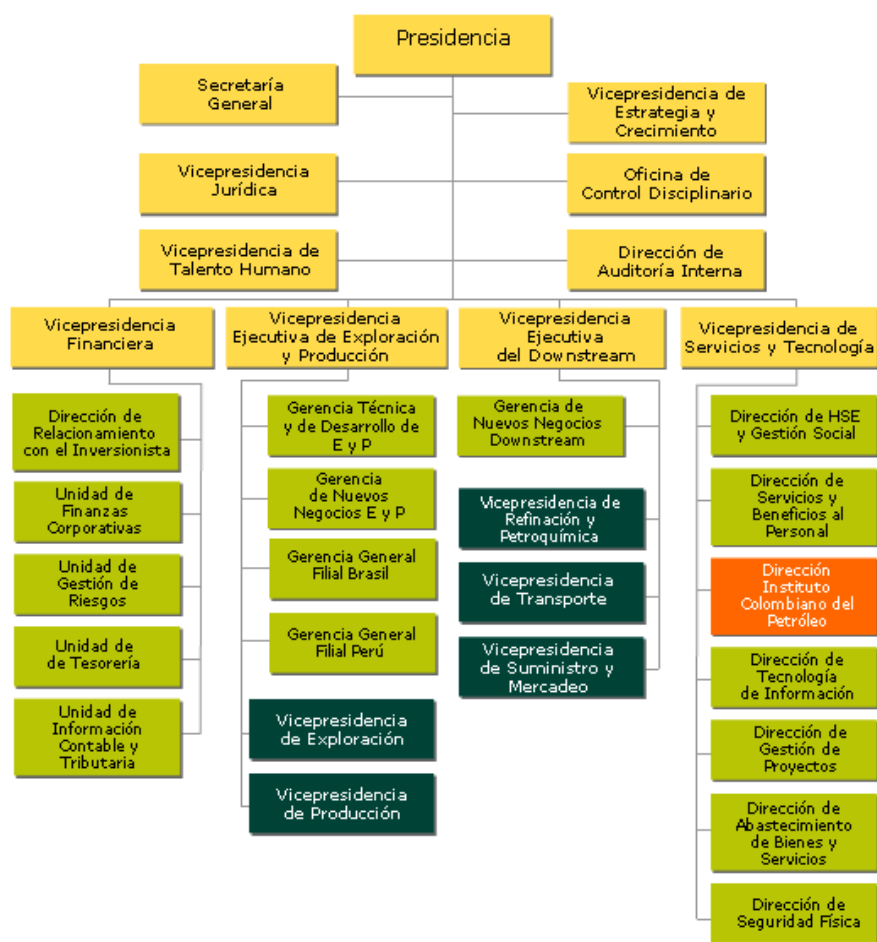 Presidencia
Secretaría
General
Vicepresidencia de
Estrategia y
Crecimiento
Vicepresidencia
Jurídica
Oficina de
Control Disciplinario
Vicepresidencia de
Talento Humano
Dirección de
Auditoría Interna
Vicepresidencia
Financiera
Vicepresidencia
Ejecutiva de Exploración
y Producción
Vicepresidencia
Ejecutiva
del Downstream
Vicepresidencia de
Servicios y Tecnología
Dirección de
Relacionamiento
con el Inversionista
Unidad de
Finanzas
Corporativas
Unidad de
Gestión de
Riesgos
Unidad de
de Tesorería
Unidad de
Información
Contable y
Tributaria
Gerencia Técnica
y de Desarrollo de
E y P
Gerencia
de Nuevos
Negocios E y P
Gerencia General
Filial Brasil
Gerencia General
Filial Perú
Vicepresidencia
de Exploración
Vicepresidencia
de Producción
Gerencia de
Nuevos Negocios
Downstream
Vicepresidencia de
Refinación y
Petroquímica
Vicepresidencia
de Transporte
Vicepresidencia
de Suministro y
Mercadeo
Dirección de HSE
y Gestión Social
Dirección de
Servicios y
Beneficios al
Personal
Dirección
Instituto
Colombiano del
Petróleo
Dirección de
Tecnología
de Información
Dirección de
Gestión de
Proyectos
Dirección de
Abastecimiento
de Bienes y
Servicios
Dirección de
Seguridad Física